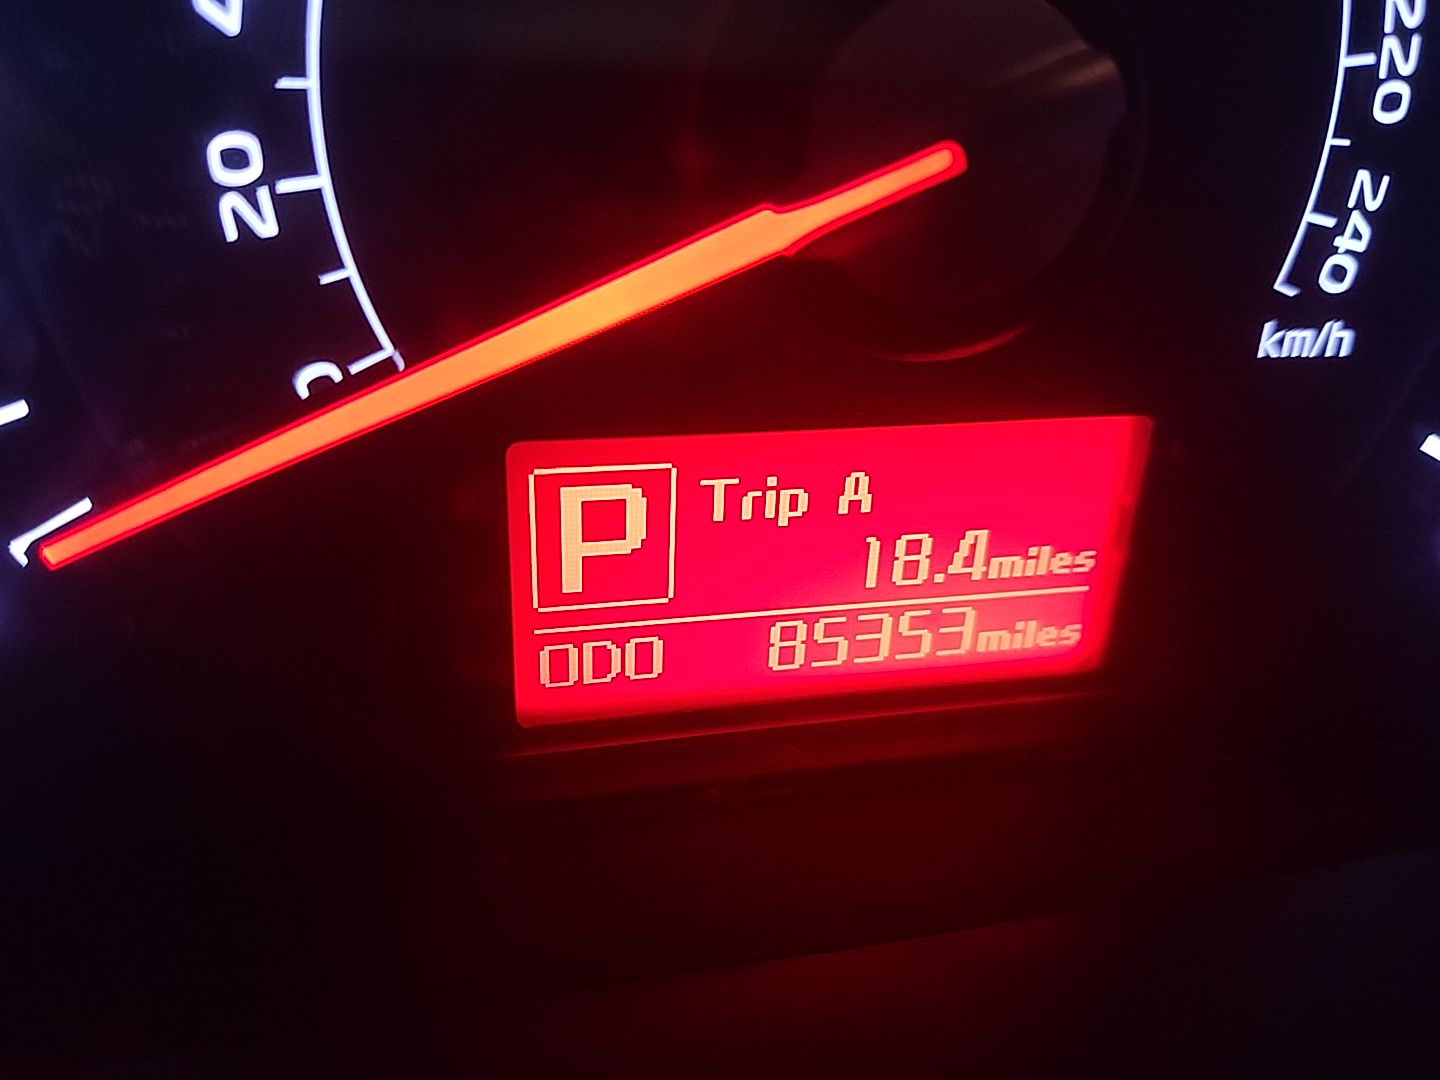 20
220
240
km/h
P
Trip A
18.4miles
ODO 85353miles